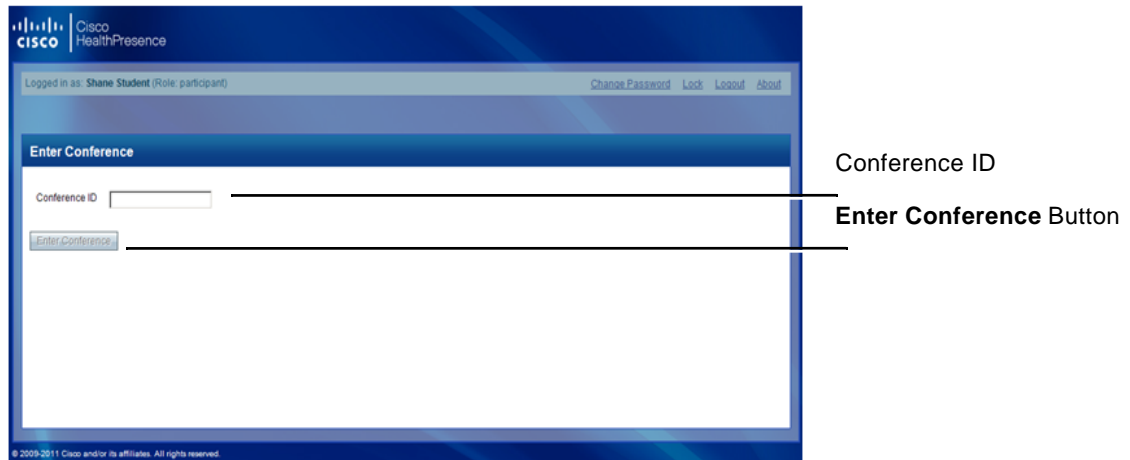 Cisco
CISCO HealthPresence
Logged in as: Shane Student (Role: participant) Change Password Lock Logout About
Enter Conference
Conference ID
Conference ID
Enter Conference Button
Enter Conference
© 2009-2011 Cisco and/or its affiliates. All rights reserved.